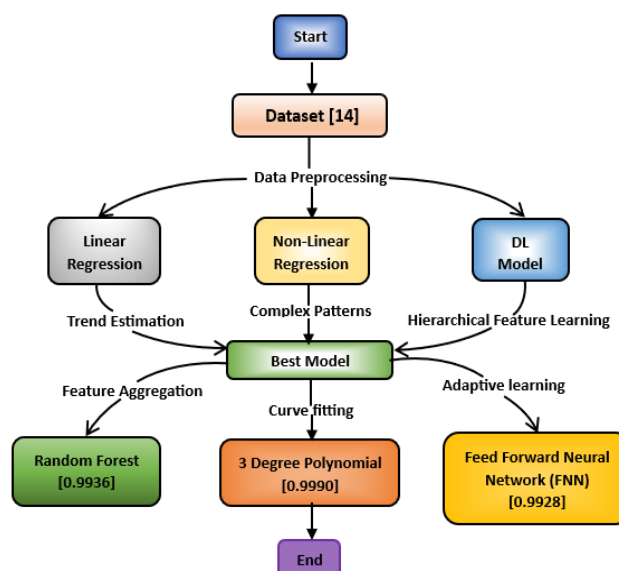 Start
Dataset [14]
Data Preprocessing
Linear
Regression
Non-Linear
Regression
DL
Model
Trend Estimation
Complex Patterns
Hierarchical Feature Learning
Best Model
Feature Aggregation
Adaptive learning
Curve fitting
Random Forest
[0.9936]
3 Degree Polynomial
[0.9990]
Feed Forward Neural
Network (FNN)
[0.9928]
End